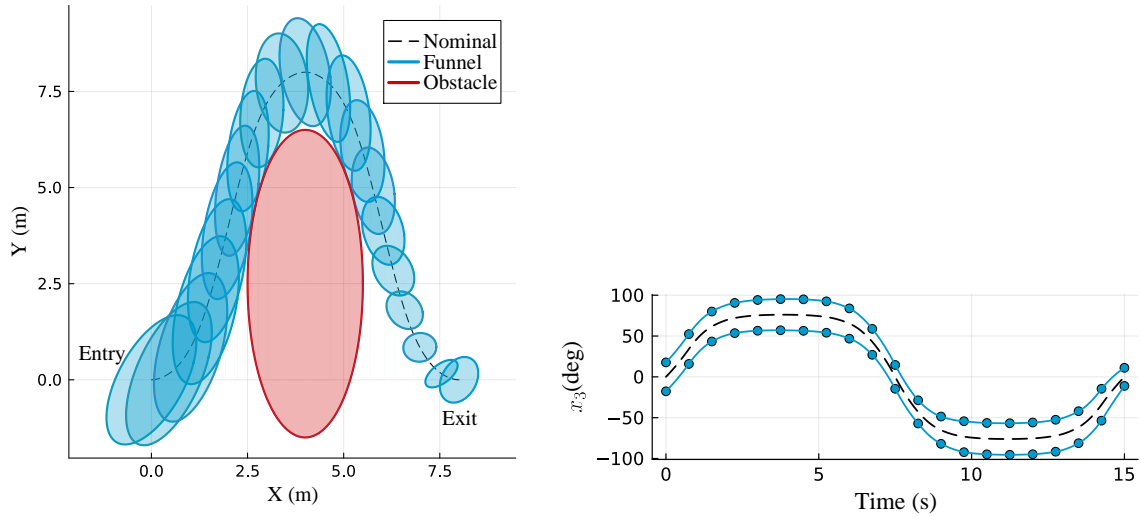 Nominal
Funnel
Obstacle
7.5
5.0
2.5
0.0
Y (m)
Entry
Exit
0.0 2.5 5.0 7.5
X (m)
100
50
0
−50
−100
x₃(deg)
0 5 10 15
Time (s)